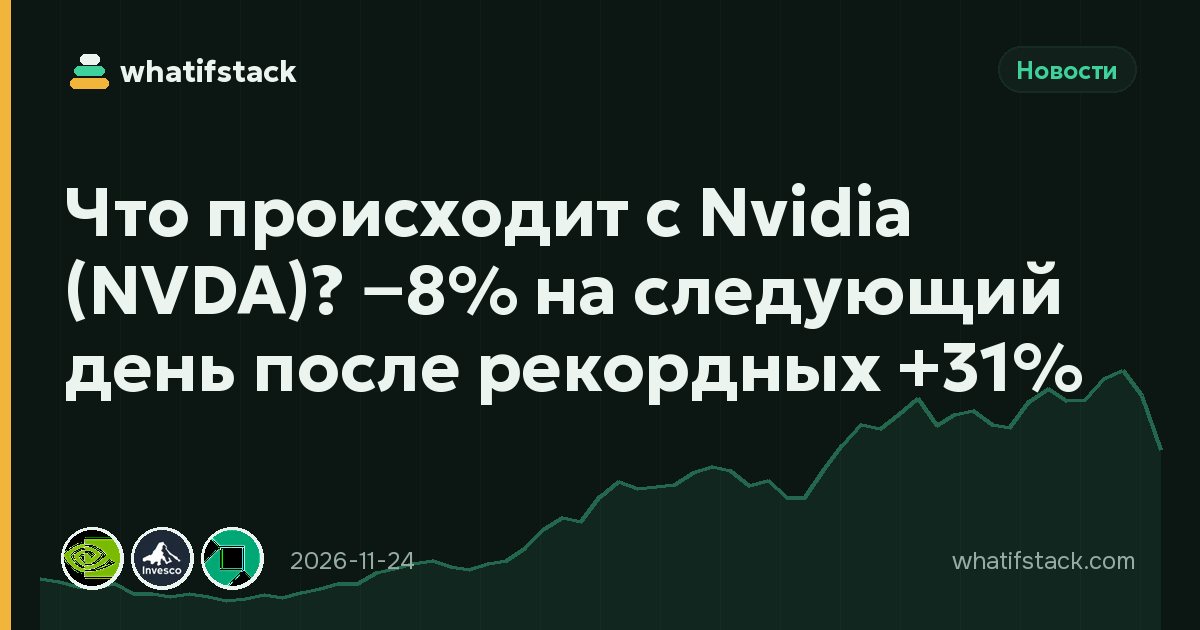 whatifstack
Новости
Что происходит с Nvidia
(NVDA)? −8% на следующий
день после рекордных +31%
Invesco
2026-11-24
whatifstack.com